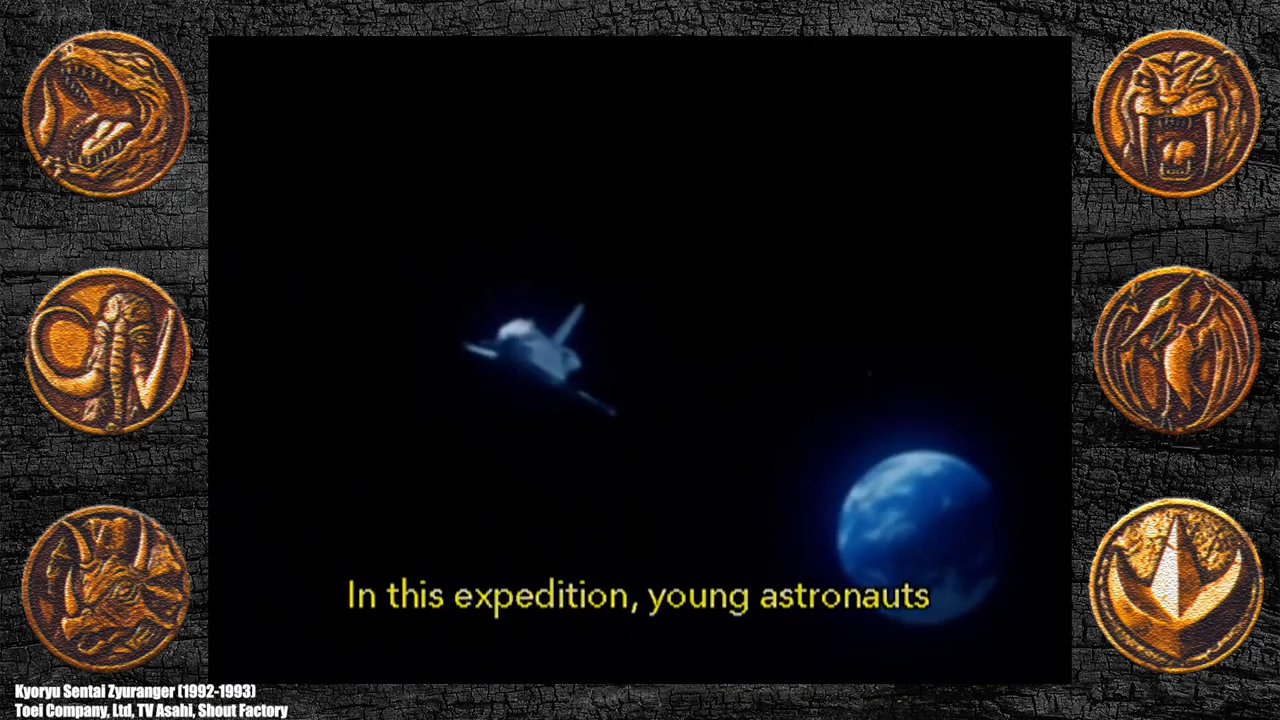 In this expedition, young astronauts
Kyoryu Sentai Zyuranger (1992-1993)
Toei Company, Ltd, TV Asahi, Shout Factory